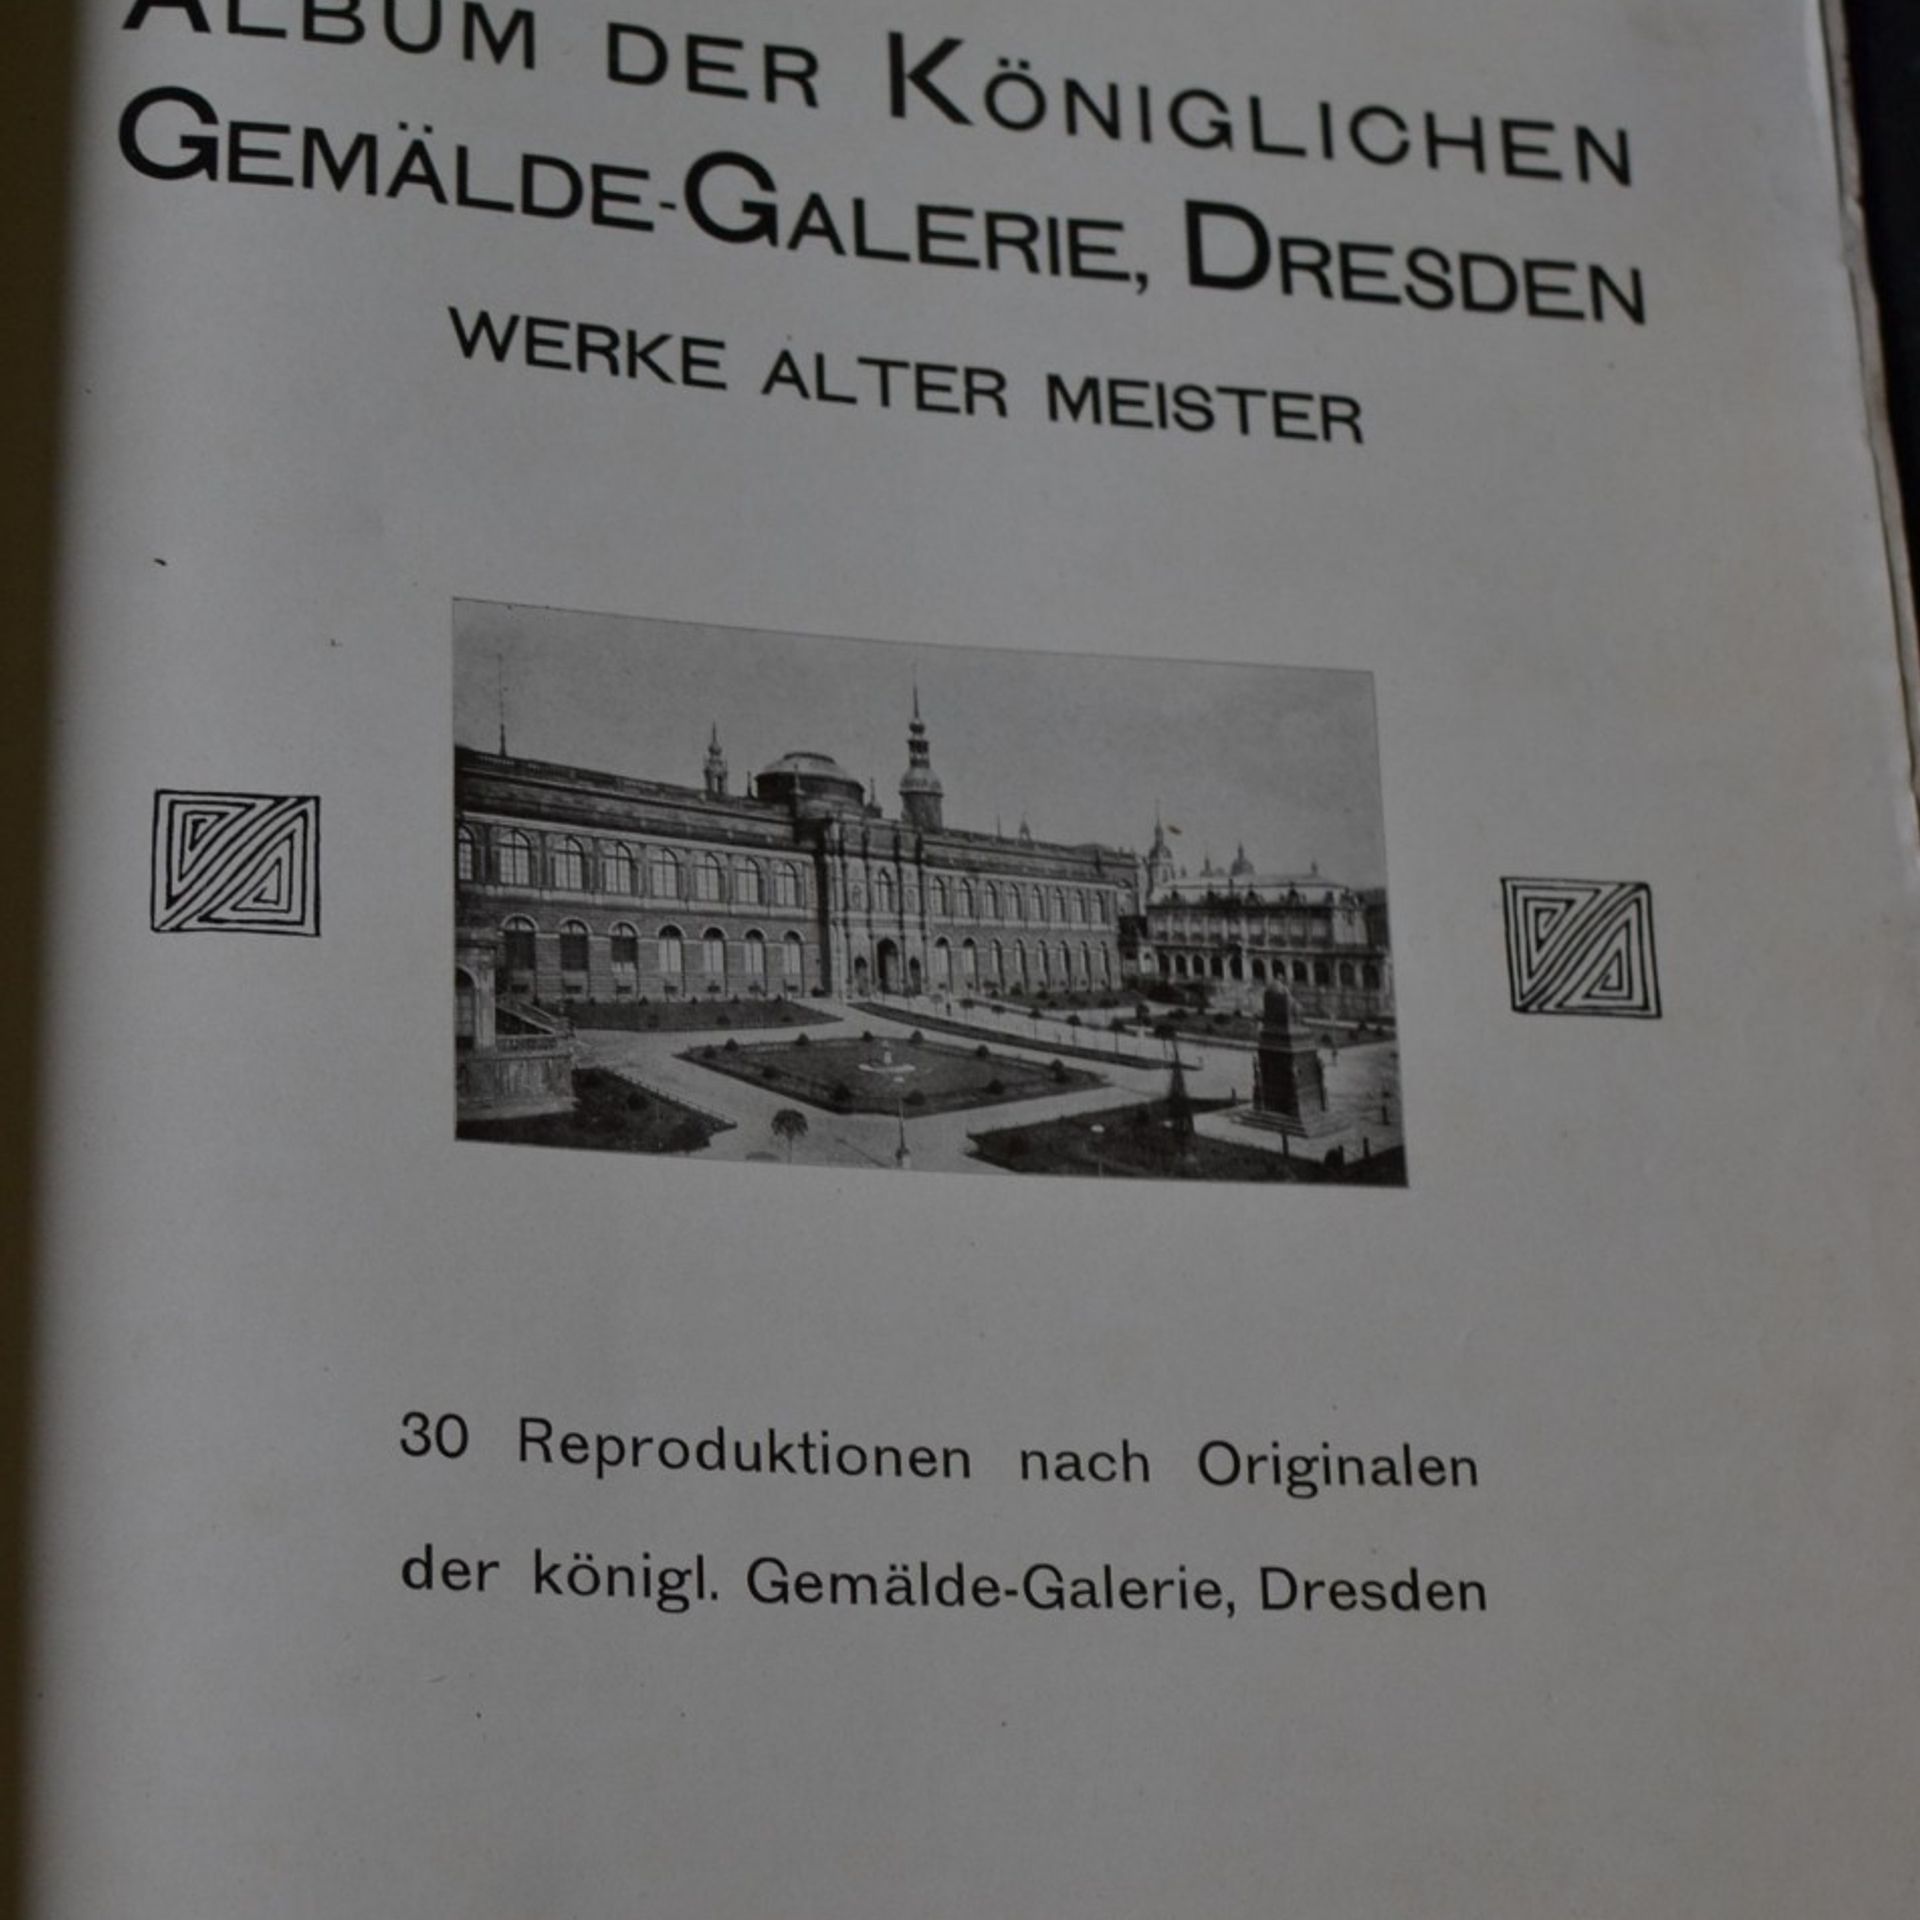 ALBUM DER KÖNIGLICHEN
GEMÄLDE-GALERIE, DRESDEN
WERKE ALTER MEISTER
30 Reproduktionen nach Originalen
der königl. Gemälde-Galerie, Dresden